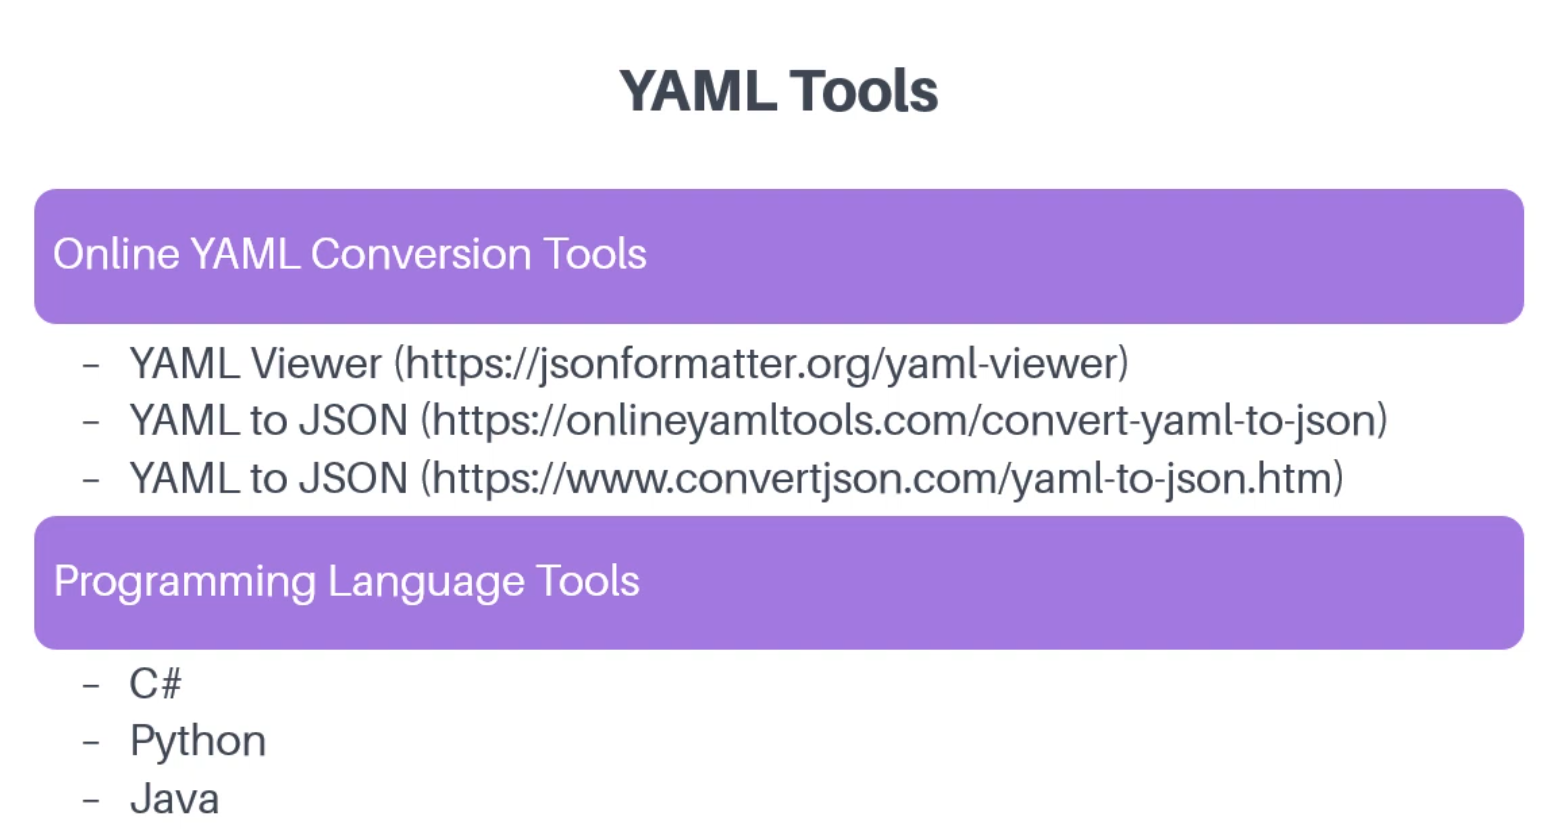 YAML Tools
Online YAML Conversion Tools
– YAML Viewer (https://jsonformatter.org/yaml-viewer)
– YAML to JSON (https://onlineyamltools.com/convert-yaml-to-json)
– YAML to JSON (https://www.convertjson.com/yaml-to-json.htm)
Programming Language Tools
– C#
– Python
– Java